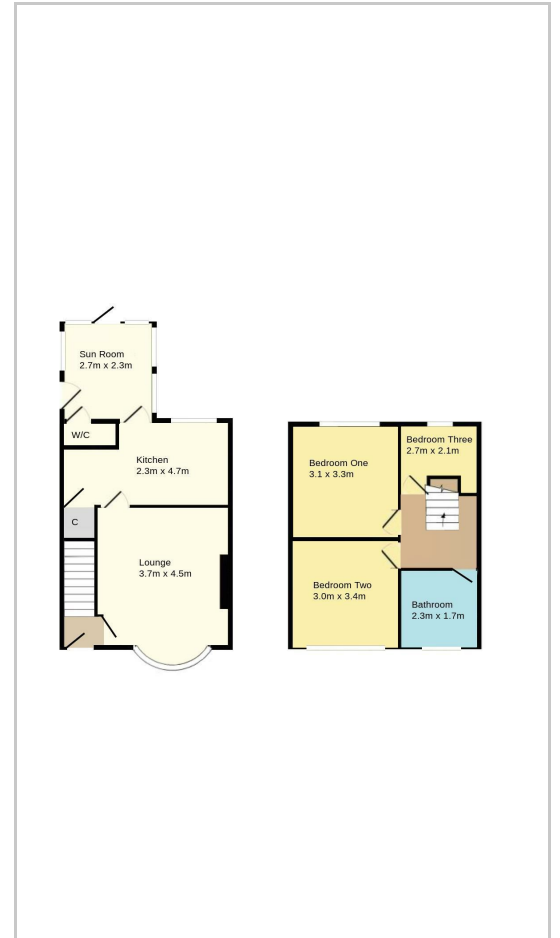 Sun Room
2.7m x 2.3m
W/C
Kitchen
2.3m x 4.7m
C
Lounge
3.7m x 4.5m
Bedroom One
3.1 x 3.3m
Bedroom Three
2.7m x 2.1m
Bedroom Two
3.0m x 3.4m
Bathroom
2.3m x 1.7m